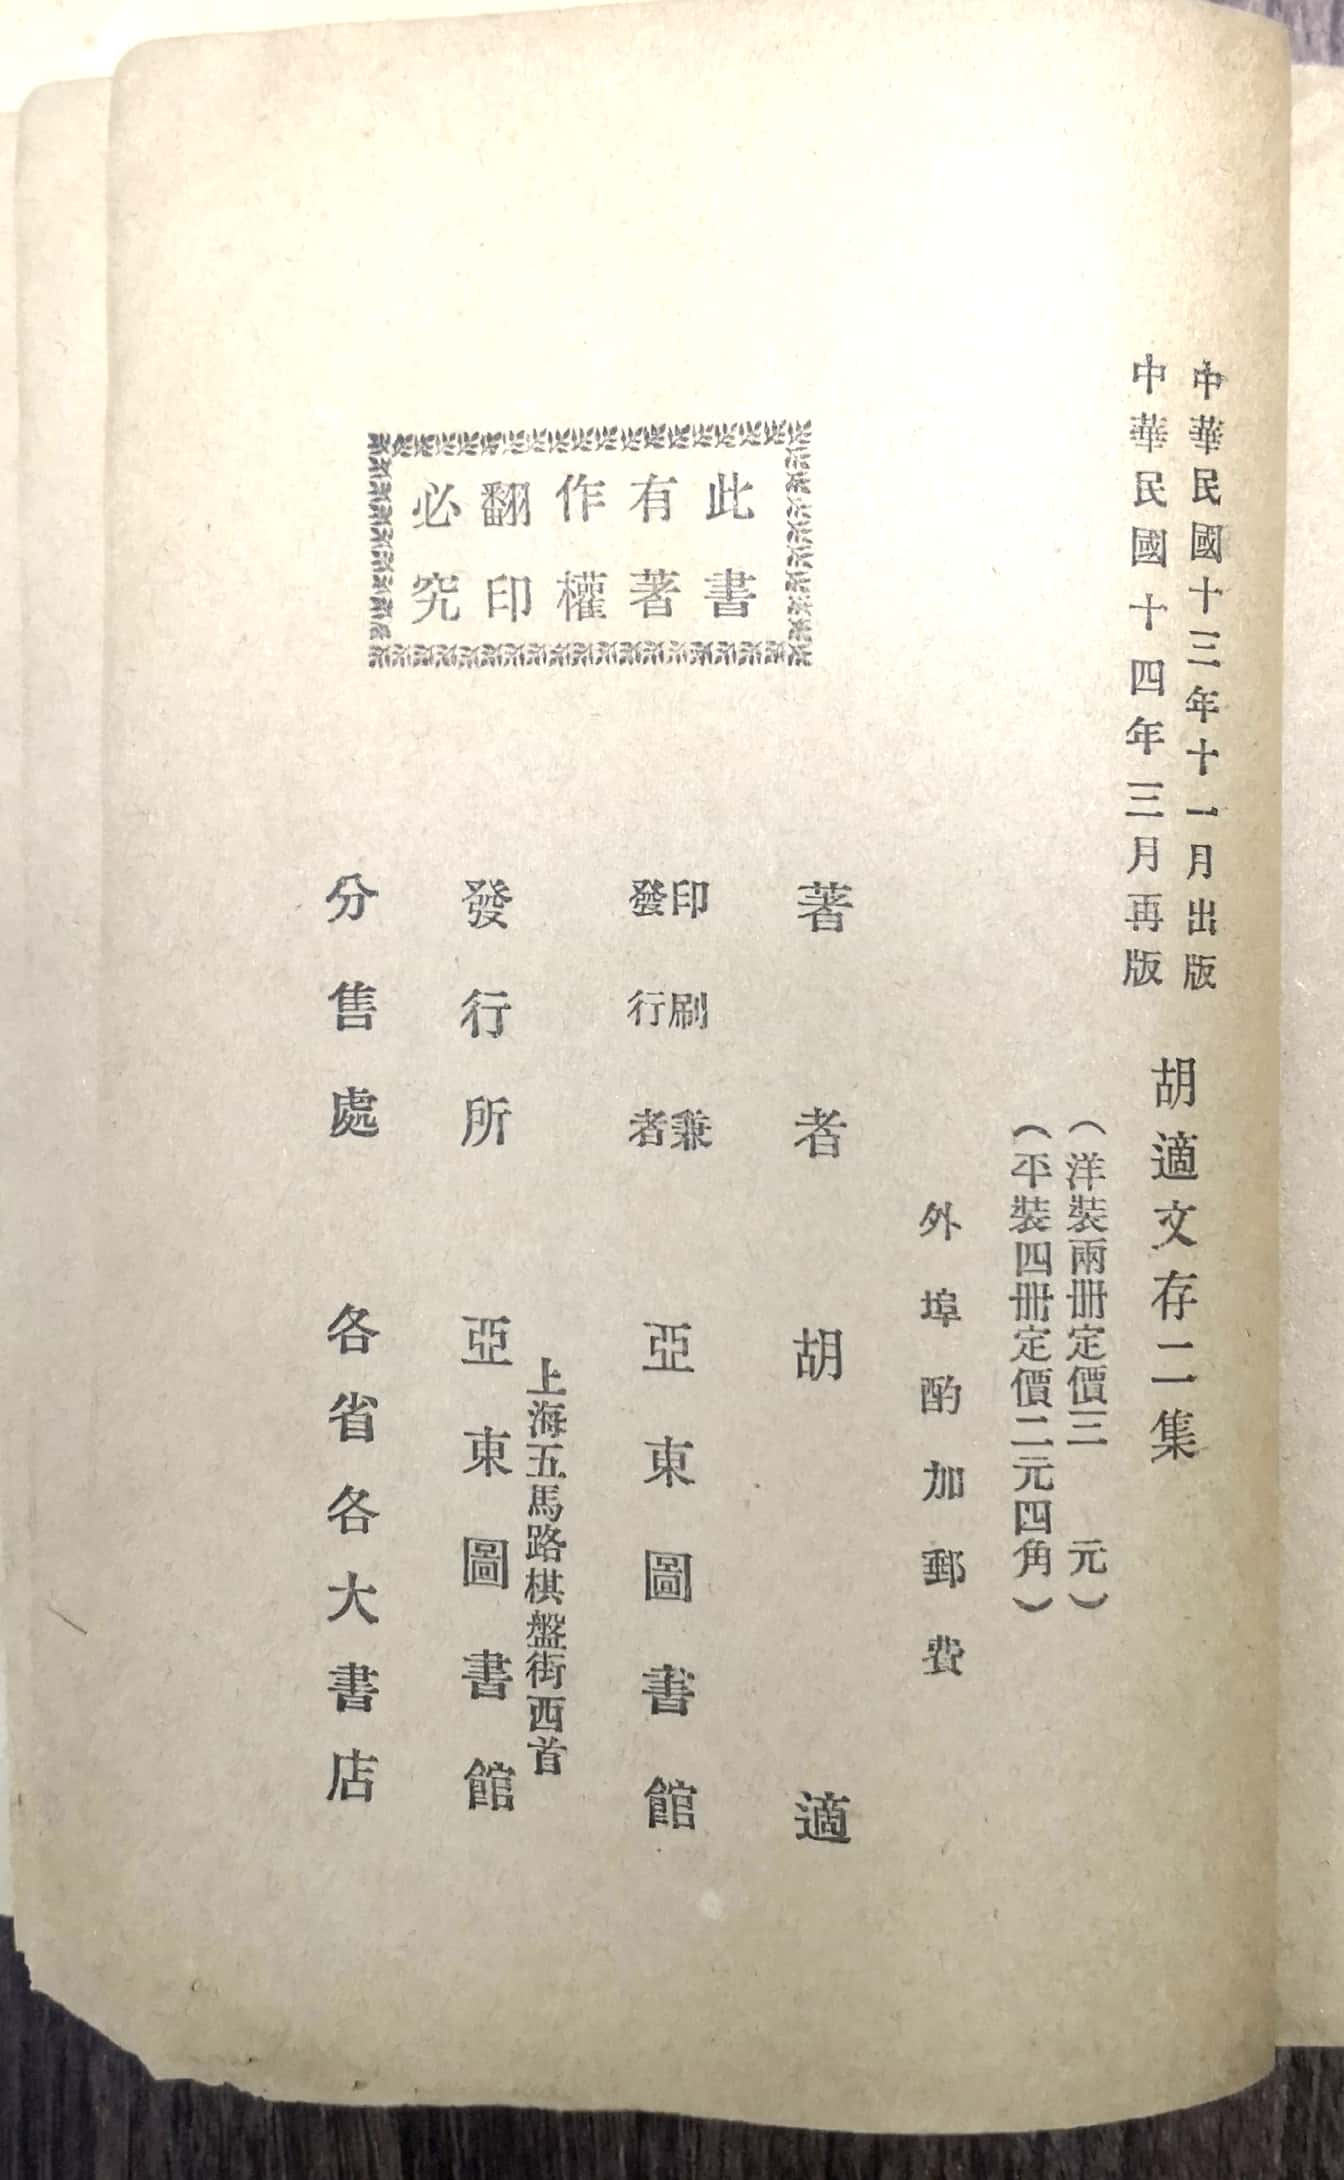 中華民國十三年十一月出版
中華民國十四年三月再版
胡適文存二集
（洋裝兩冊定價三　元）
（平裝四冊定價二元四角）
外埠酌加郵費
著者　胡適
印刷兼
發行者　亞東圖書館
上海五馬路棋盤街西首
發行所　亞東圖書館
分售處　各省各大書店
此書
有著
作權
翻印
必究